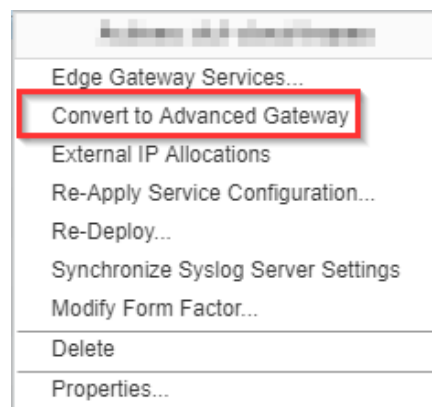 Edge Gateway Services...
Convert to Advanced Gateway
External IP Allocations
Re-Apply Service Configuration...
Re-Deploy...
Synchronize Syslog Server Settings
Modify Form Factor...
Delete
Properties...